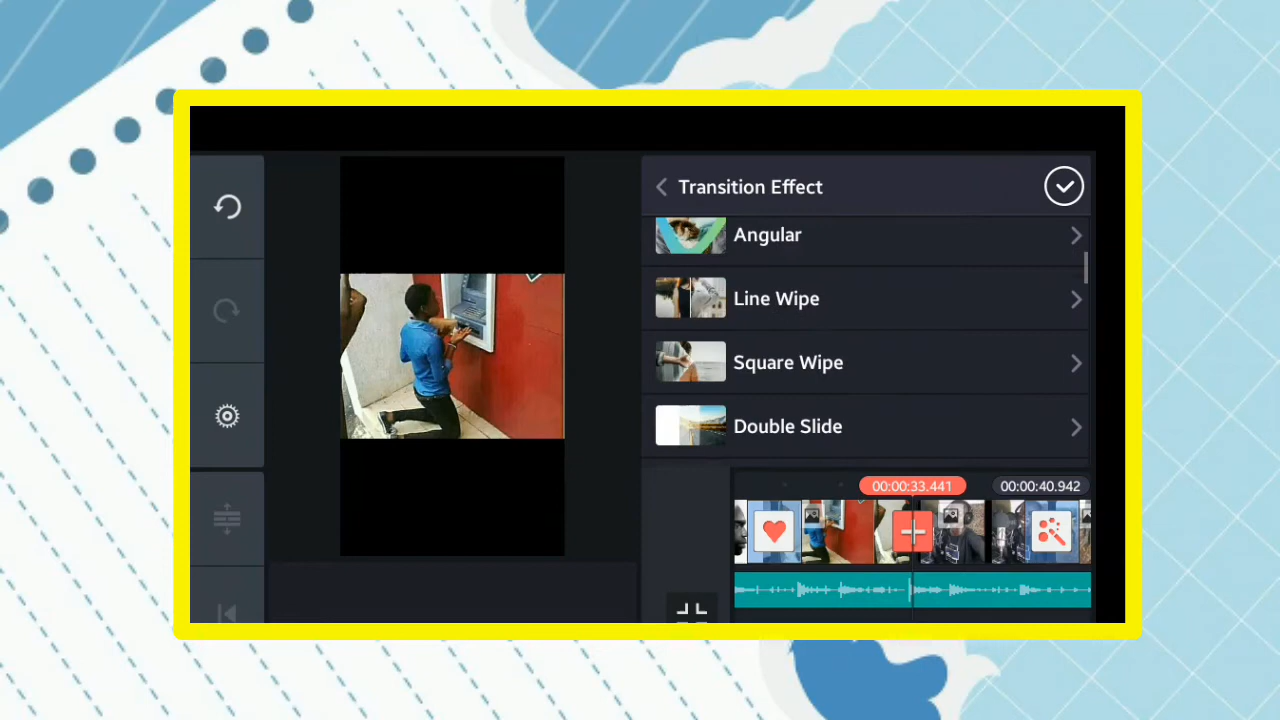 Transition Effect
Angular
Line Wipe
Square Wipe
Double Slide
00:00:33.441
00:00:40.942